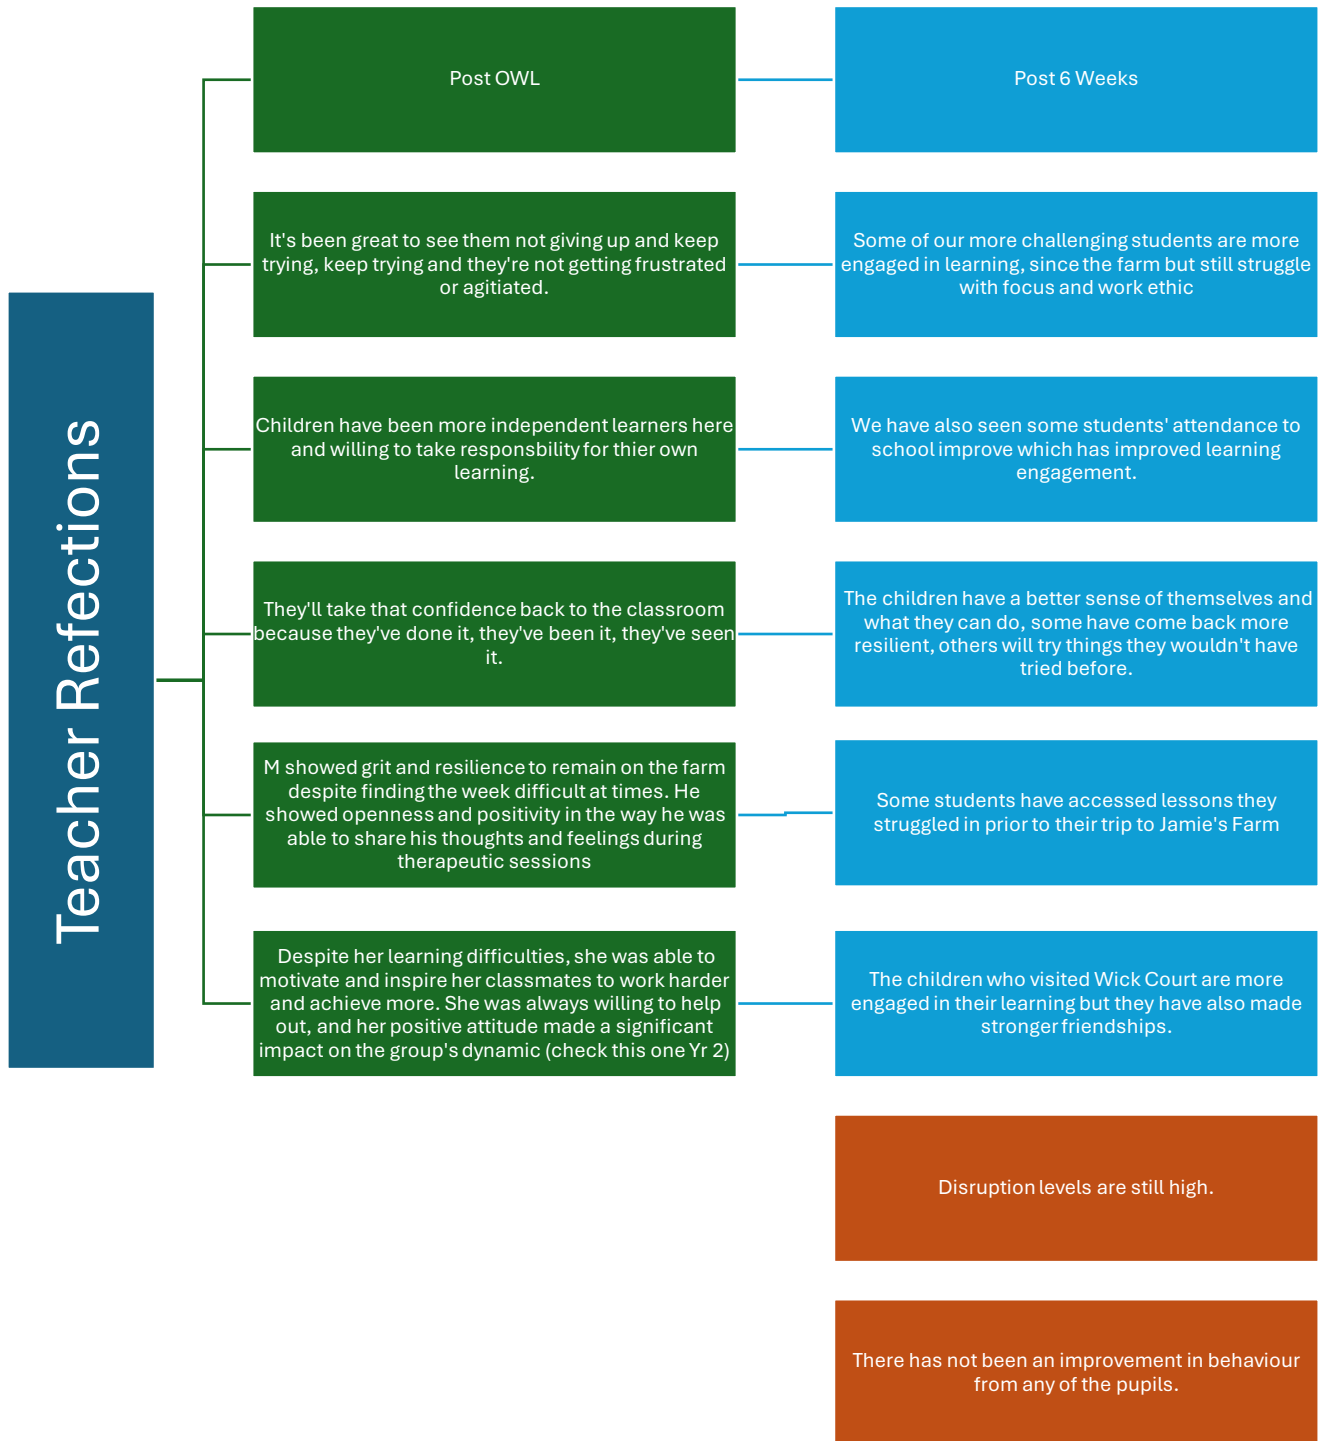 Teacher Refections
Post OWL
Post 6 Weeks
It's been great to see them not giving up and keep
trying, keep trying and they're not getting frustrated
or agitiated.
Some of our more challenging students are more
engaged in learning, since the farm but still struggle
with focus and work ethic
Children have been more independent learners here
and willing to take responsbility for thier own
learning.
We have also seen some students' attendance to
school improve which has improved learning
engagement.
They'll take that confidence back to the classroom
because they've done it, they've been it, they've seen
it.
The children have a better sense of themselves and
what they can do, some have come back more
resilient, others will try things they wouldn't have
tried before.
M showed grit and resilience to remain on the farm
despite finding the week difficult at times. He
showed openness and positivity in the way he was
able to share his thoughts and feelings during
therapeutic sessions
Some students have accessed lessons they
struggled in prior to their trip to Jamie's Farm
Despite her learning difficulties, she was able to
motivate and inspire her classmates to work harder
and achieve more. She was always willing to help
out, and her positive attitude made a significant
impact on the group's dynamic (check this one Yr 2)
The children who visited Wick Court are more
engaged in their learning but they have also made
stronger friendships.
Disruption levels are still high.
There has not been an improvement in behaviour
from any of the pupils.